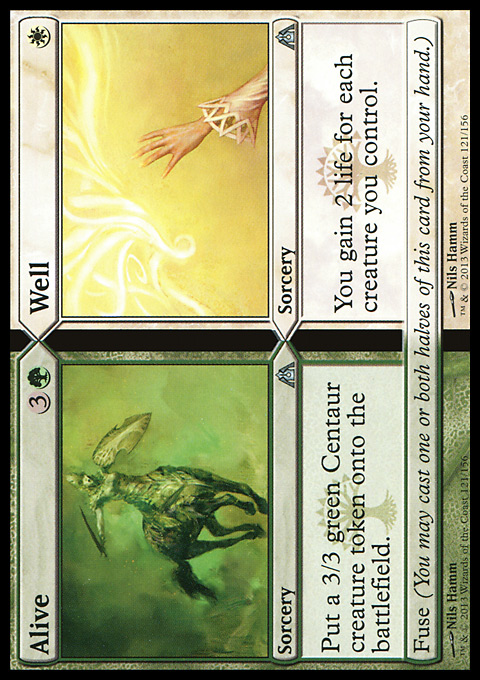 Alive 3
Sorcery
Put a 3/3 green Centaur
creature token onto the
battlefield.
Nils Hamm
™ & © 2013 Wizards of the Coast 121/156
Well
Sorcery
You gain 2 life for each
creature you control.
Nils Hamm
™ & © 2013 Wizards of the Coast 121/156
Fuse (You may cast one or both halves of this card from your hand.)